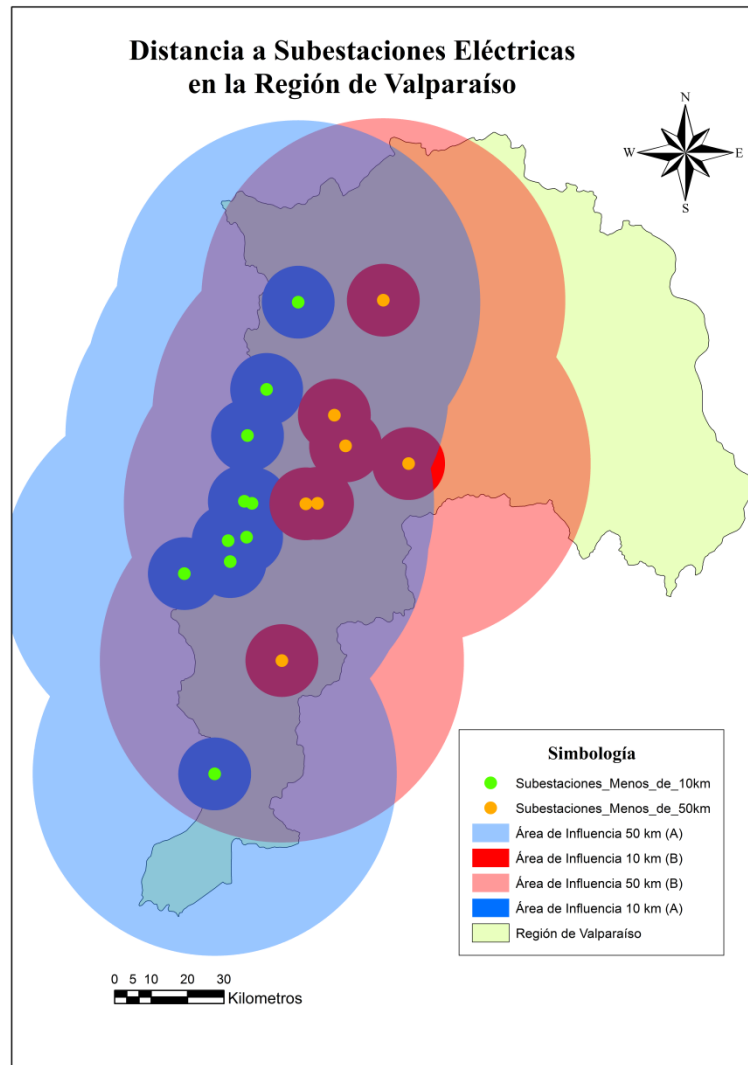 Distancia a Subestaciones Eléctricas
en la Región de Valparaíso
N
W E
S
Simbología
Subestaciones_Menos_de_10km
Subestaciones_Menos_de_50km
Área de Influencia 50 km (A)
Área de Influencia 10 km (B)
Área de Influencia 50 km (B)
Área de Influencia 10 km (A)
Región de Valparaíso
0 5 10 20 30
Kilometros